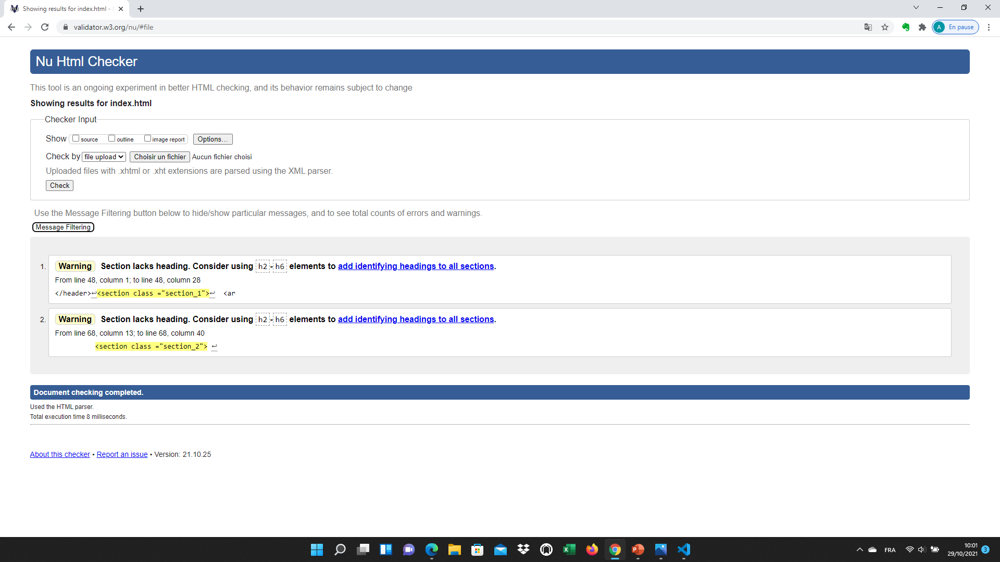 Showing results for index.html -
validator.w3.org/nu/#file
A En pause
Nu Html Checker
This tool is an ongoing experiment in better HTML checking, and its behavior remains subject to change
Showing results for index.html
Checker Input
Show source outline image report Options...
Check by file upload Choisir un fichier Aucun fichier choisi
Uploaded files with .xhtml or .xht extensions are parsed using the XML parser.
Check
Use the Message Filtering button below to hide/show particular messages, and to see total counts of errors and warnings.
Message Filtering
1. Warning Section lacks heading. Consider using h2-h6 elements to add identifying headings to all sections.
From line 48, column 1; to line 48, column 28
</header>↩<section class ="section_1">↩ <ar
2. Warning Section lacks heading. Consider using h2-h6 elements to add identifying headings to all sections.
From line 68, column 13; to line 68, column 40
<section class ="section_2"> ↩
Document checking completed.
Used the HTML parser.
Total execution time 8 milliseconds.
About this checker • Report an issue • Version: 21.10.25
FRA
10:01
29/10/2021
3